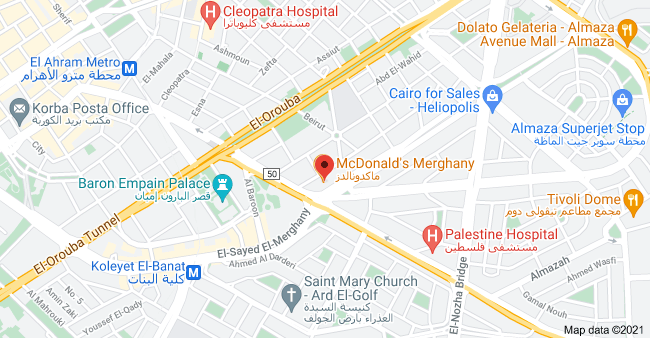 Cleopatra Hospital
مستشفى كليوباترا
Dolato Gelateria - Almaza
Avenue Mall - Almaza
El Ahram Metro
محطة مترو الأهرام
Ashmoun
Assiut
Zefta
El-Mahala
Cleopatra
Esna
Abd El-Wahid
El-Orouba
Beirut
Cairo for Sales
- Heliopolis
Korba Posta Office
مكتب بريد الكوربة
City
Almaza Superjet Stop
محطة سوبر جيت الماظة
McDonald's Merghany
ماكدونالدز
50
Baron Empain Palace
قصر البارون إمبان
Al Baroon
Tivoli Dome
مجمع مطاعم تيفولي دوم
El-Orouba Tunnel
El-Sayed El-Merghany
Palestine Hospital
مستشفى فلسطين
Koleyet El-Banat
كلية البنات
Ahmed Al Darderi
Almazah
Ahmed Wasfi
El-Nozha Bridge
Saint Mary Church
- Ard El-Golf
كنيسة السيدة
العذراء بارض الجولف
No. 5
Amin Zaki
Al Mahrouki
Youssef El-Qady
Gamal Nouh
Map data ©2021